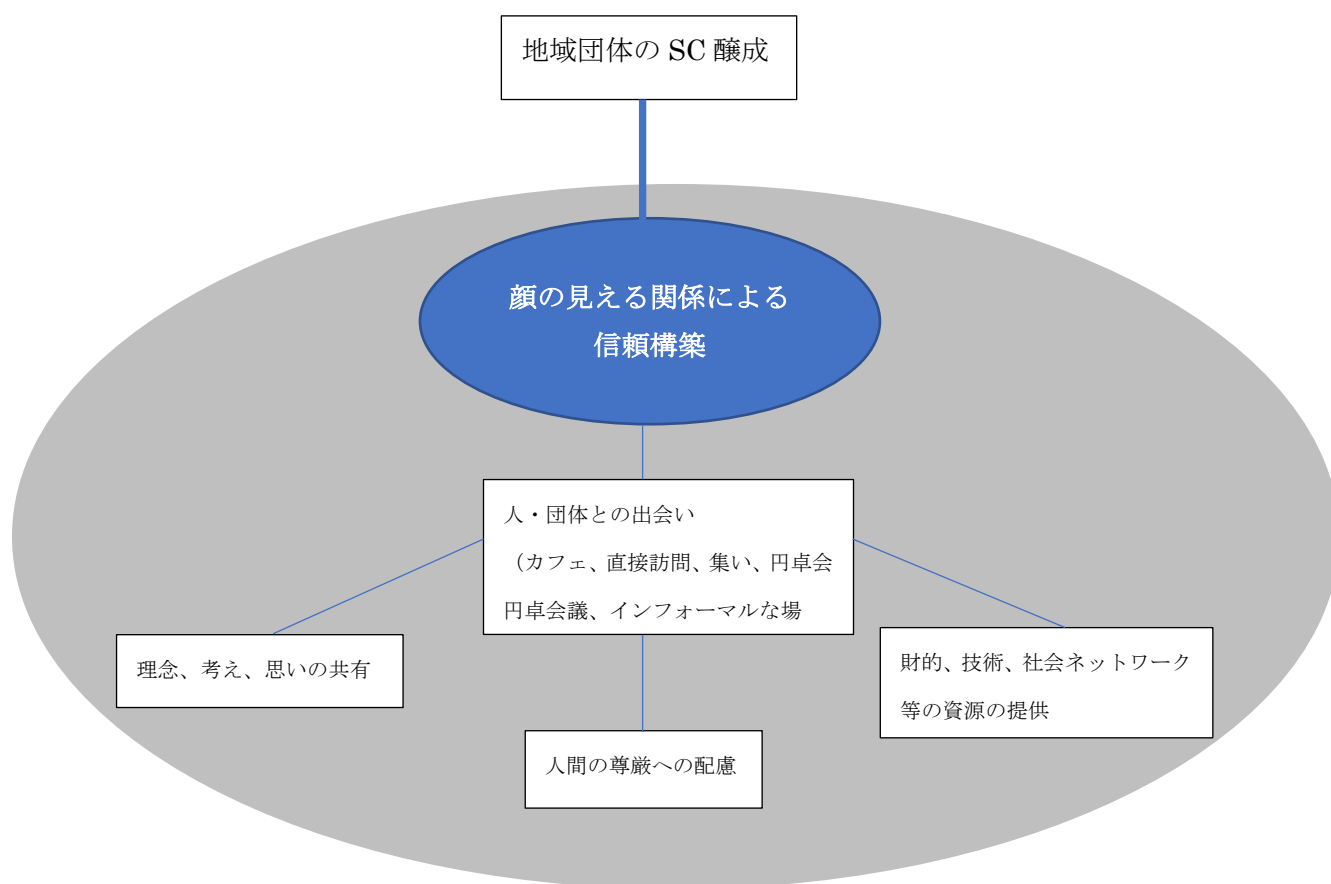 地域団体の SC 醸成
顔の見える関係による
信頼構築
人・団体との出会い
（カフェ、直接訪問、集い、円卓会
円卓会議、インフォーマルな場
理念、考え、思いの共有
財的、技術、社会ネットワーク
等の資源の提供
人間の尊厳への配慮